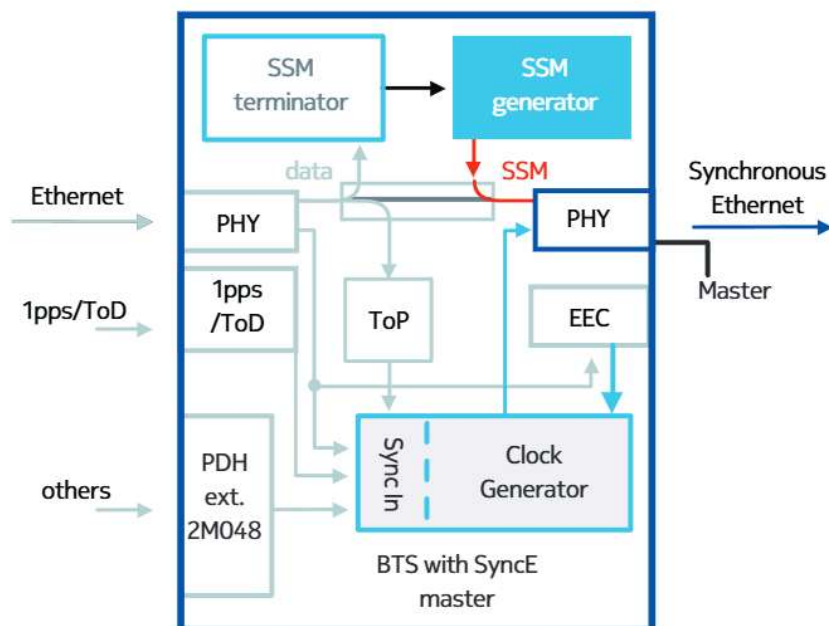 SSM
terminator
SSM
generator
data
SSM
Ethernet
PHY
PHY
Synchronous
Ethernet
Master
1pps/ToD
1pps
/ToD
ToP
EEC
others
PDH
ext.
2M048
Sync In
Clock
Generator
BTS with SyncE
master